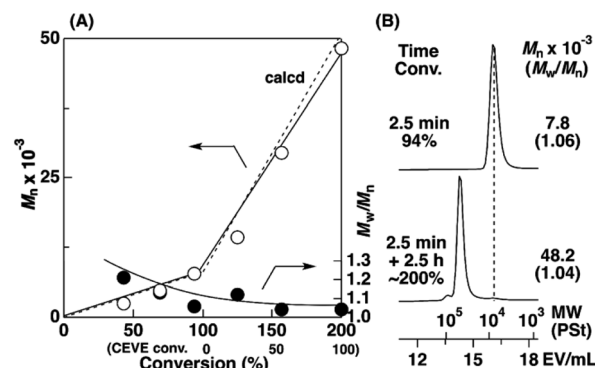 (A)
50
25
0
Mn x 10-3
calcd
1.3
1.2
1.1
1.0
Mw/Mn
0 50 100 150 200
(CEVE conv. 0 50 100)
Conversion (%)
(B)
Time
Conv.
Mn x 10-3
(Mw/Mn)
2.5 min
94%
7.8
(1.06)
2.5 min
+ 2.5 h
~200%
48.2
(1.04)
10⁵ 10⁴ 10³ MW
(PSt)
12 16 18 EV/mL